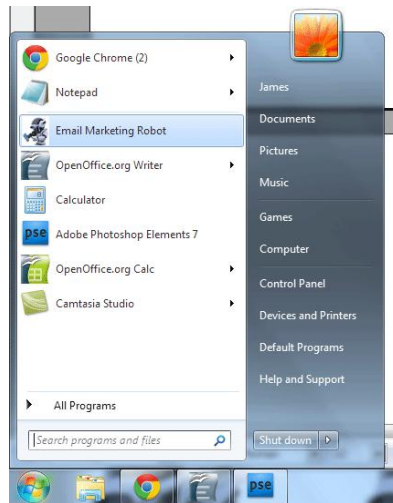 Google Chrome (2)
Notepad
Email Marketing Robot
OpenOffice.org Writer
Calculator
pse Adobe Photoshop Elements 7
OpenOffice.org Calc
Camtasia Studio
All Programs
Search programs and files
James
Documents
Pictures
Music
Games
Computer
Control Panel
Devices and Printers
Default Programs
Help and Support
Shut down
pse